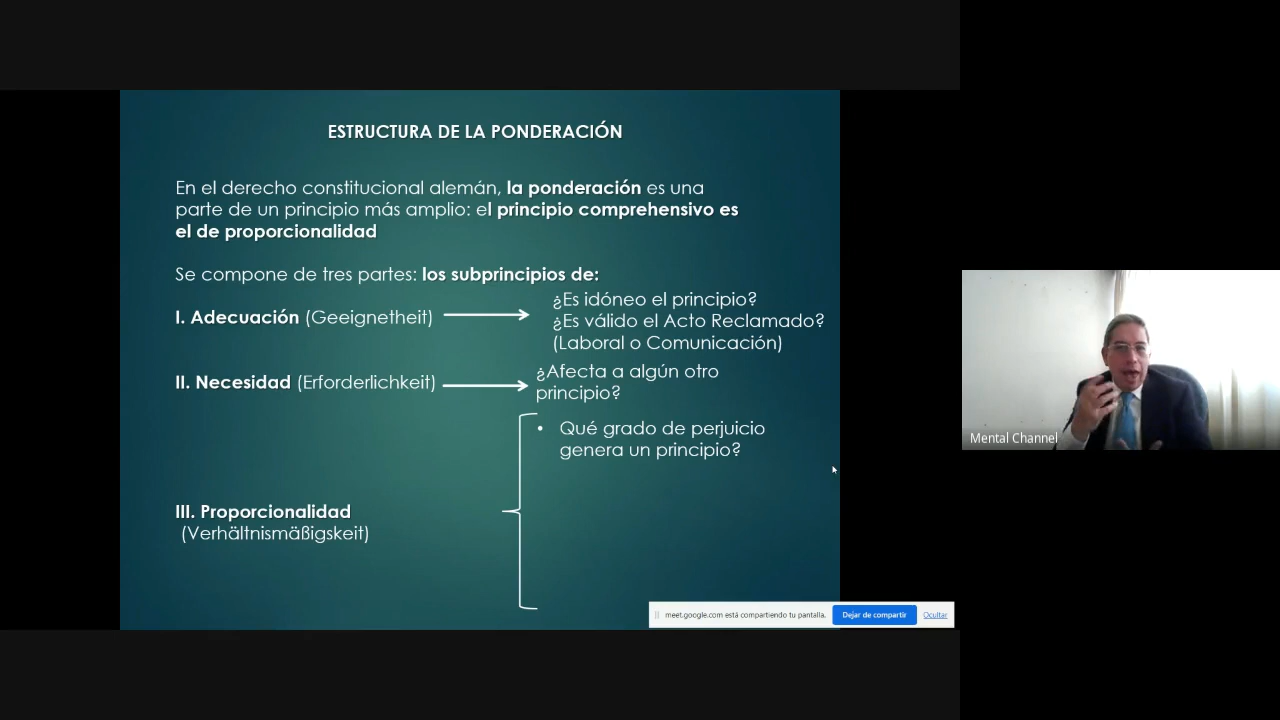 ESTRUCTURA DE LA PONDERACIÓN
En el derecho constitucional alemán, la ponderación es una
parte de un principio más amplio: el principio comprehensivo es
el de proporcionalidad
Se compone de tres partes: los subprincipios de:
I. Adecuación (Geeignetheit)
¿Es idóneo el principio?
¿Es válido el Acto Reclamado?
(Laboral o Comunicación)
II. Necesidad (Erforderlichkeit)
¿Afecta a algún otro
principio?
III. Proporcionalidad
(Verhältnismäßigskeit)
• Qué grado de perjuicio
genera un principio?
Mental Channel
meet.google.com está compartiendo tu pantalla.
Dejar de compartir
Ocultar